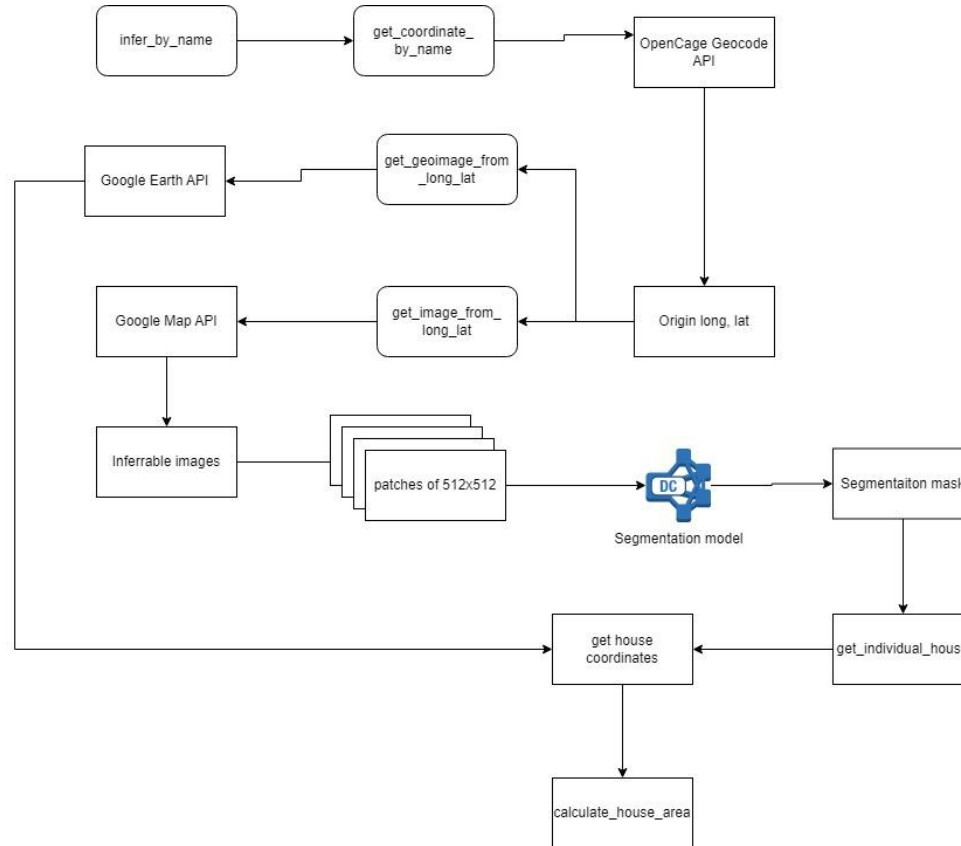 infer_by_name
get_coordinate_
by_name
OpenCage Geocode
API
Google Earth API
get_geoimage_from
_long_lat
Google Map API
get_image_from_
long_lat
Origin long, lat
Inferrable images
patches of 512x512
DC
Segmentation model
Segmentaiton mask
get house
coordinates
get_individual_hous
calculate_house_area